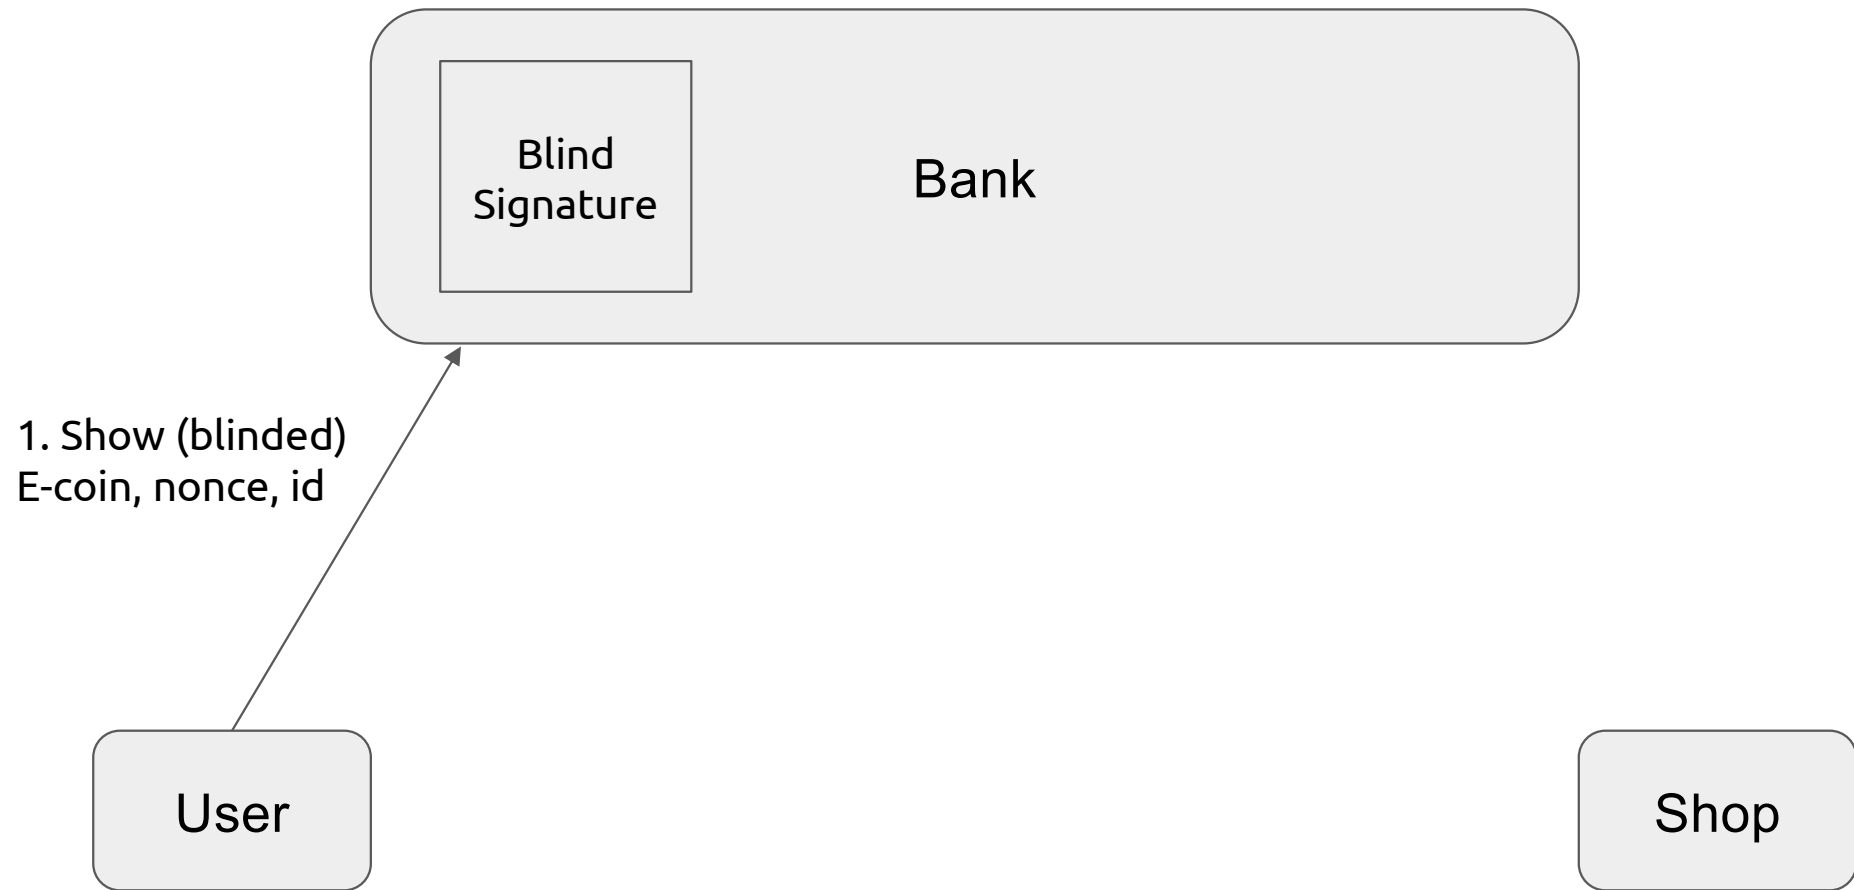 Blind
Signature
Bank
1. Show (blinded)
E-coin, nonce, id
User
Shop